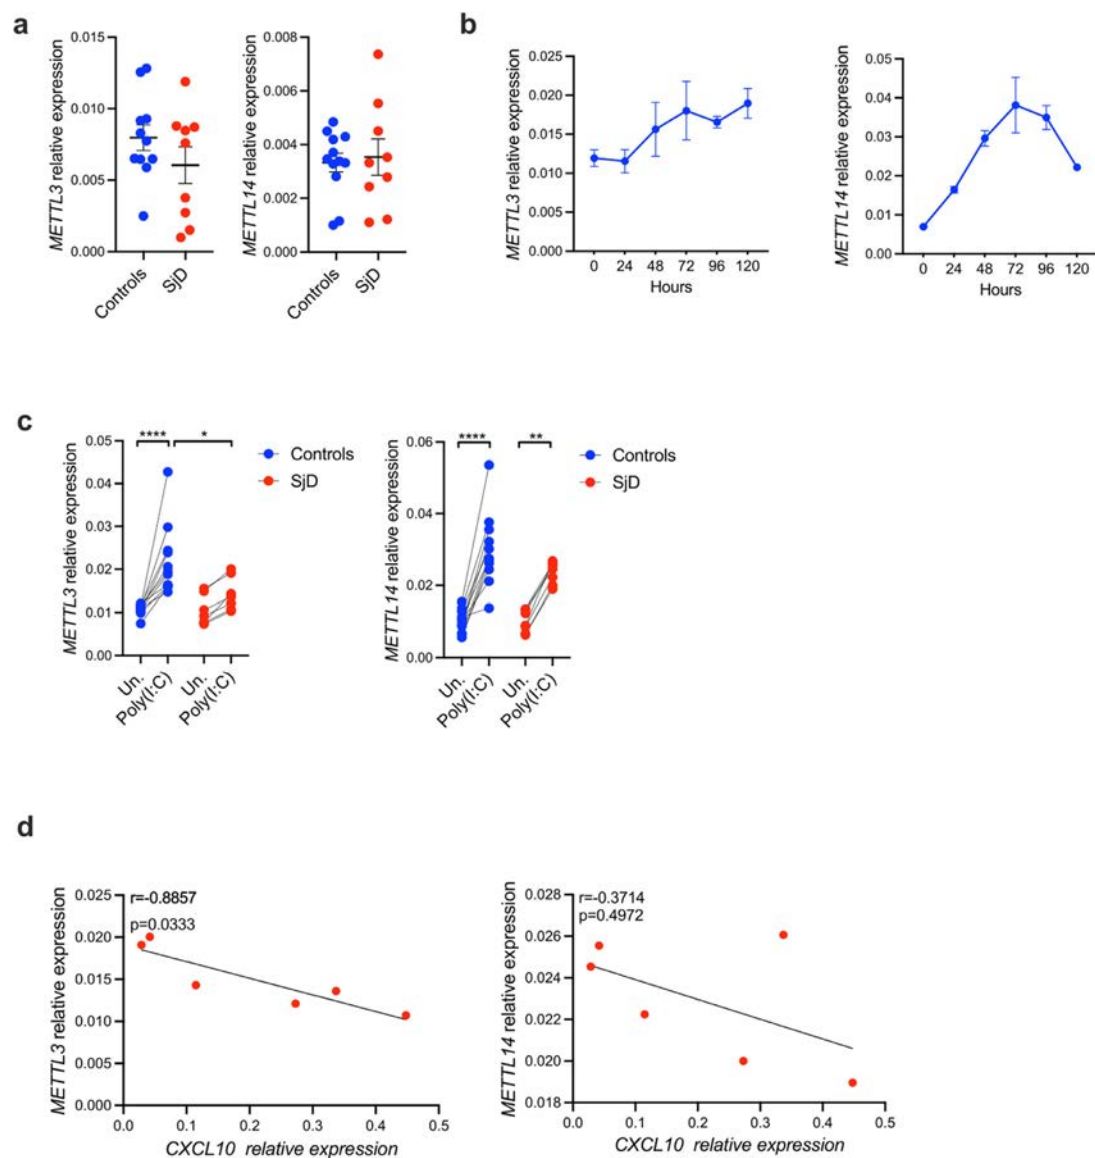 a
METTL3 relative expression
0.015
0.010
0.005
0.000
Controls
SjD
METTL14 relative expression
0.008
0.006
0.004
0.002
0.000
Controls
SjD
b
METTL3 relative expression
0.025
0.020
0.015
0.010
0.005
0.000
0 24 48 72 96 120
Hours
METTL14 relative expression
0.05
0.04
0.03
0.02
0.01
0.00
0 24 48 72 96 120
Hours
c
METTL3 relative expression
0.05
0.04
0.03
0.02
0.01
0.00
**** *
Un.
Poly(I:C)
Un.
Poly(I:C)
Controls
SjD
METTL14 relative expression
0.06
0.04
0.02
0.00
**** **
Un.
Poly(I:C)
Un.
Poly(I:C)
Controls
SjD
d
METTL3 relative expression
0.025
0.020
0.015
0.010
0.005
0.000
r=-0.8857
p=0.0333
0.0 0.1 0.2 0.3 0.4 0.5
CXCL10 relative expression
METTL14 relative expression
0.028
0.026
0.024
0.022
0.020
0.018
r=-0.3714
p=0.4972
0.0 0.1 0.2 0.3 0.4 0.5
CXCL10 relative expression